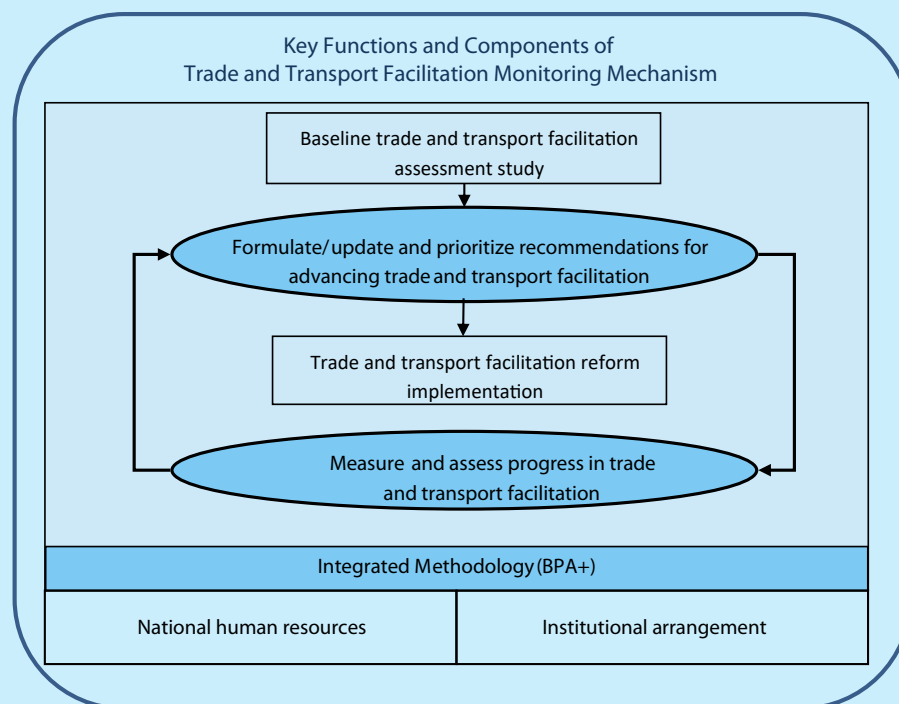 Key Functions and Components of
Trade and Transport Facilitation Monitoring Mechanism
Baseline trade and transport facilitation
assessment study
Formulate/update and prioritize recommendations for
advancing trade and transport facilitation
Trade and transport facilitation reform
implementation
Measure and assess progress in trade
and transport facilitation
Integrated Methodology (BPA+)
National human resources
Institutional arrangement